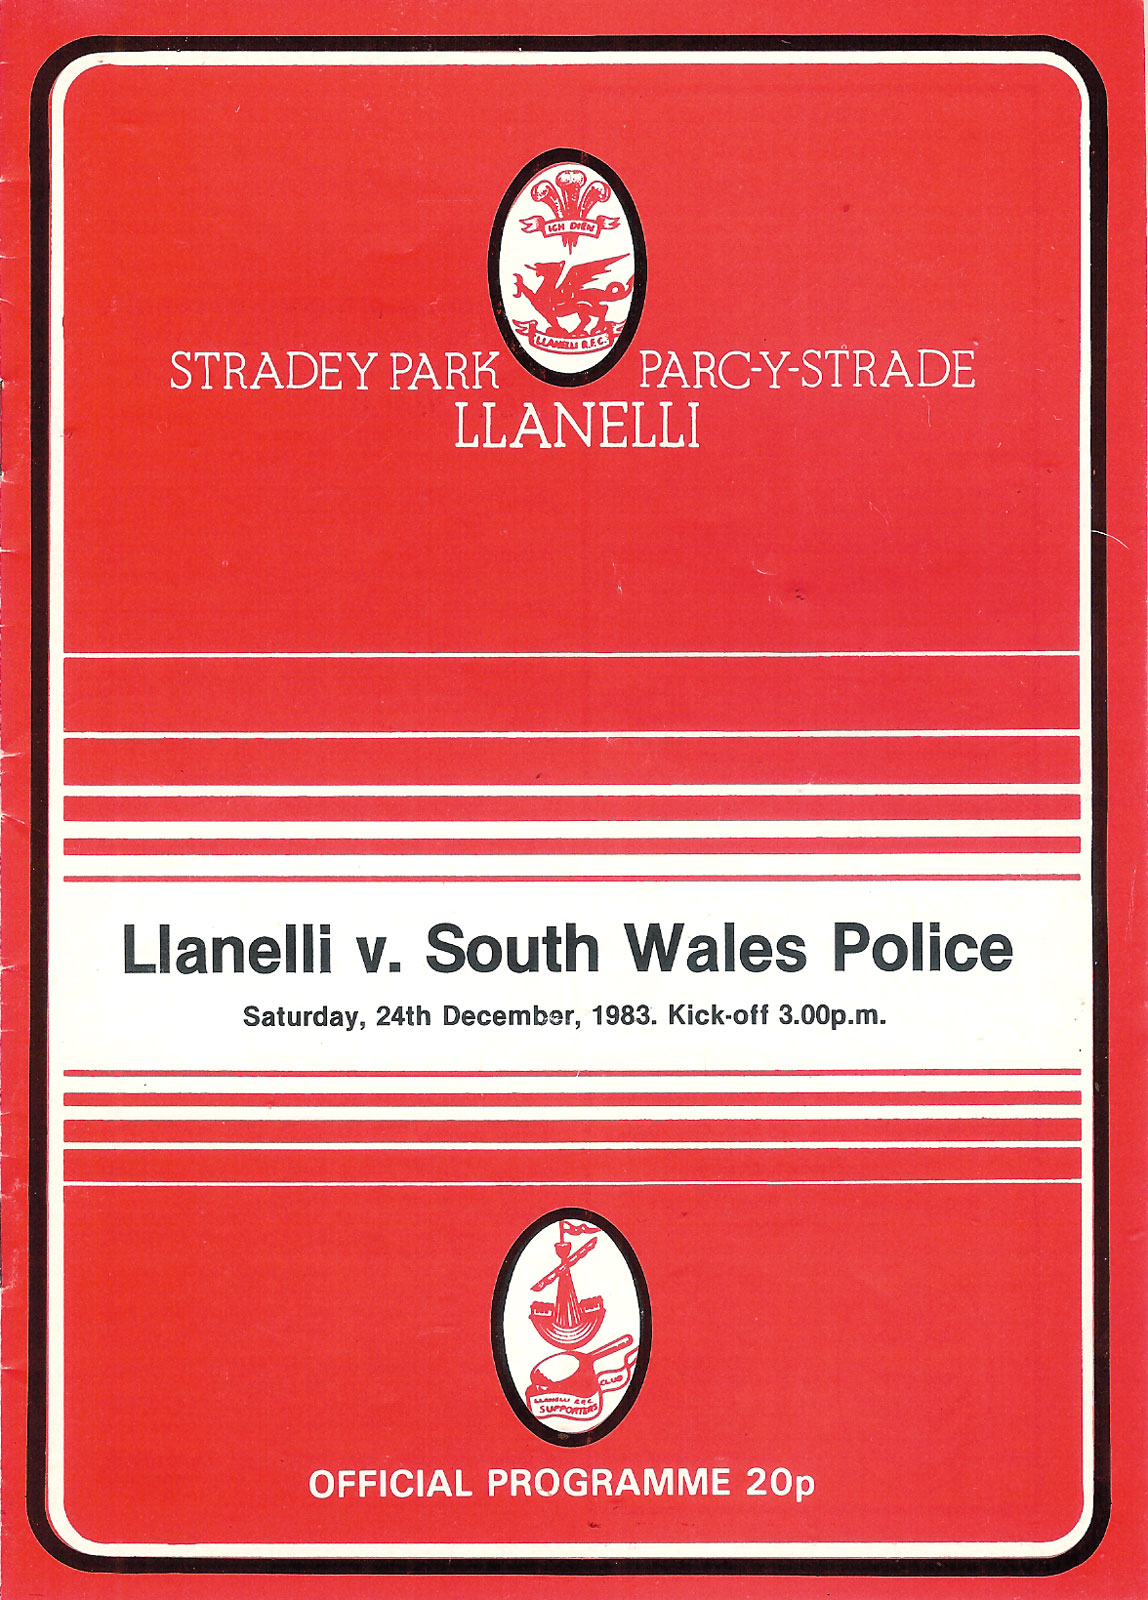 ICH DIEN
LLANELLI R.F.C.
STRADEY PARK PARC-Y-STRADE
LLANELLI
Llanelli v. South Wales Police
Saturday, 24th December, 1983. Kick-off 3.00p.m.
LLANELLI R.F.C.
SUPPORTERS
CLUB
OFFICIAL PROGRAMME 20p